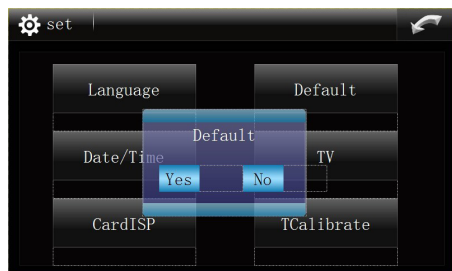 set
Language
Default
Default
Date/Time
TV
Yes
No
CardISP
TCalibrate